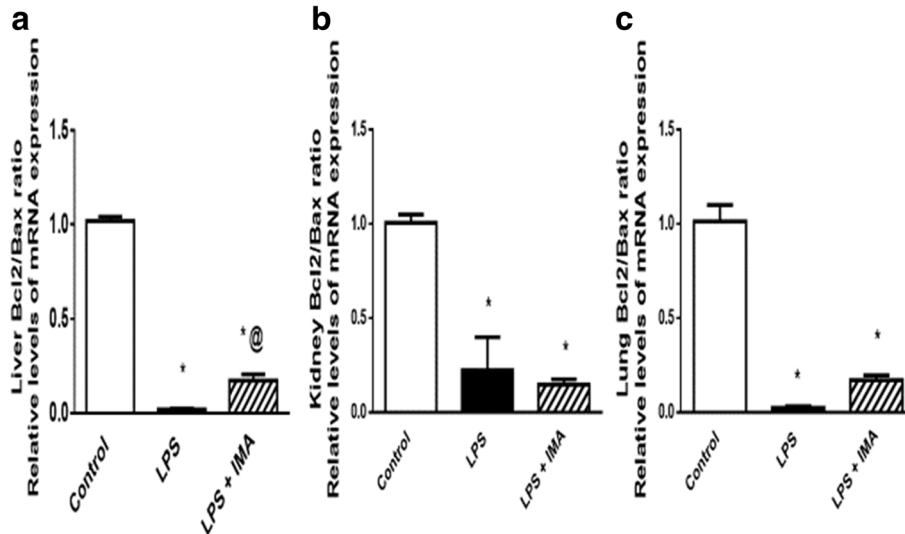 a
Liver Bcl2/Bax ratio
Relative levels of mRNA expression
1.5
1.0
0.5
0.0
*
* @
Control
LPS
LPS + IMA
b
Kidney Bcl2/Bax ratio
Relative levels of mRNA expression
1.5
1.0
0.5
0.0
*
*
Control
LPS
LPS + IMA
c
Lung Bcl2/Bax ratio
Relative levels of mRNA expression
1.5
1.0
0.5
0.0
*
*
Control
LPS
LPS + IMA